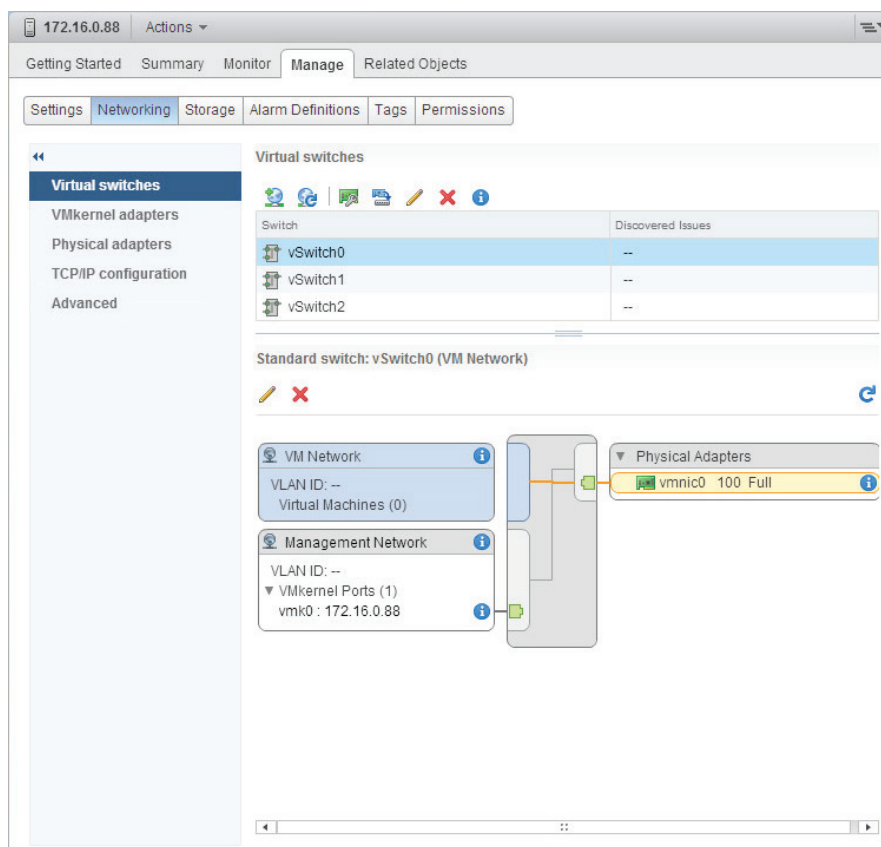 172.16.0.88 Actions
Getting Started Summary Monitor Manage Related Objects
Settings Networking Storage Alarm Definitions Tags Permissions
Virtual switches
VMkernel adapters
Physical adapters
TCP/IP configuration
Advanced
Virtual switches
Switch Discovered Issues
vSwitch0 --
vSwitch1 --
vSwitch2 --
Standard switch: vSwitch0 (VM Network)
VM Network
VLAN ID: --
Virtual Machines (0)
Management Network
VLAN ID: --
VMkernel Ports (1)
vmk0 : 172.16.0.88
Physical Adapters
vmnic0 100 Full